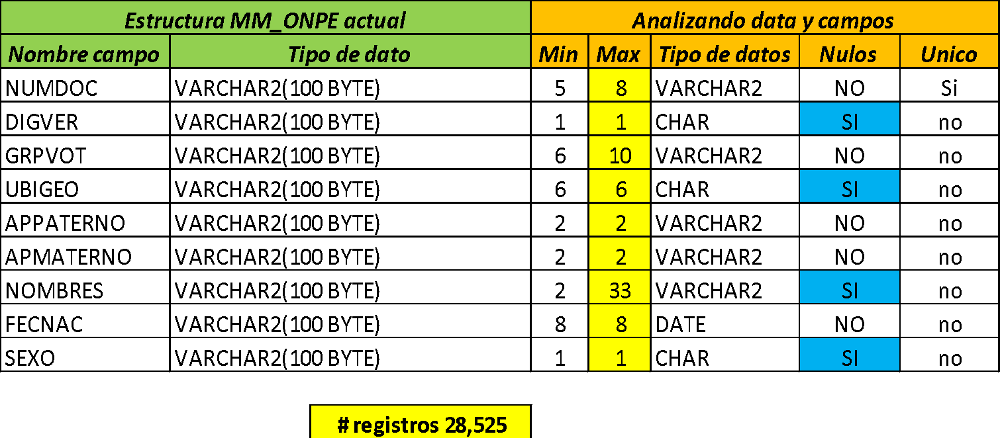 Estructura MM_ONPE actual Analizando data y campos
Nombre campo Tipo de dato Min Max Tipo de datos Nulos Unico
NUMDOC VARCHAR2(100 BYTE) 5 8 VARCHAR2 NO Si
DIGVER VARCHAR2(100 BYTE) 1 1 CHAR SI no
GRPVOT VARCHAR2(100 BYTE) 6 10 VARCHAR2 NO no
UBIGEO VARCHAR2(100 BYTE) 6 6 CHAR SI no
APPATERNO VARCHAR2(100 BYTE) 2 2 VARCHAR2 NO no
APMATERNO VARCHAR2(100 BYTE) 2 2 VARCHAR2 NO no
NOMBRES VARCHAR2(100 BYTE) 2 33 VARCHAR2 SI no
FECNAC VARCHAR2(100 BYTE) 8 8 DATE NO no
SEXO VARCHAR2(100 BYTE) 1 1 CHAR SI no
# registros 28,525